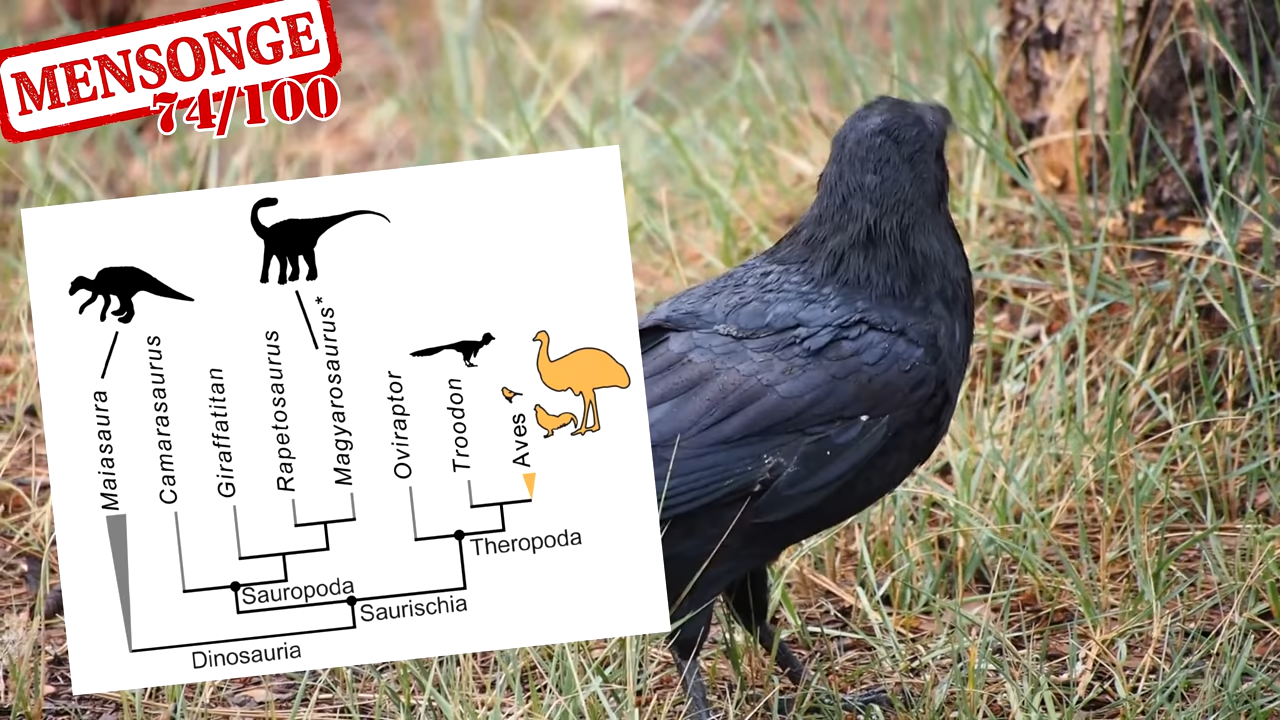 MENSONGE
74/100
Maiasaura
Camarasaurus
Giraffatitan
Rapetosaurus
Magyarosaurus*
Oviraptor
Troodon
Aves
Theropoda
Sauropoda
Saurischia
Dinosauria